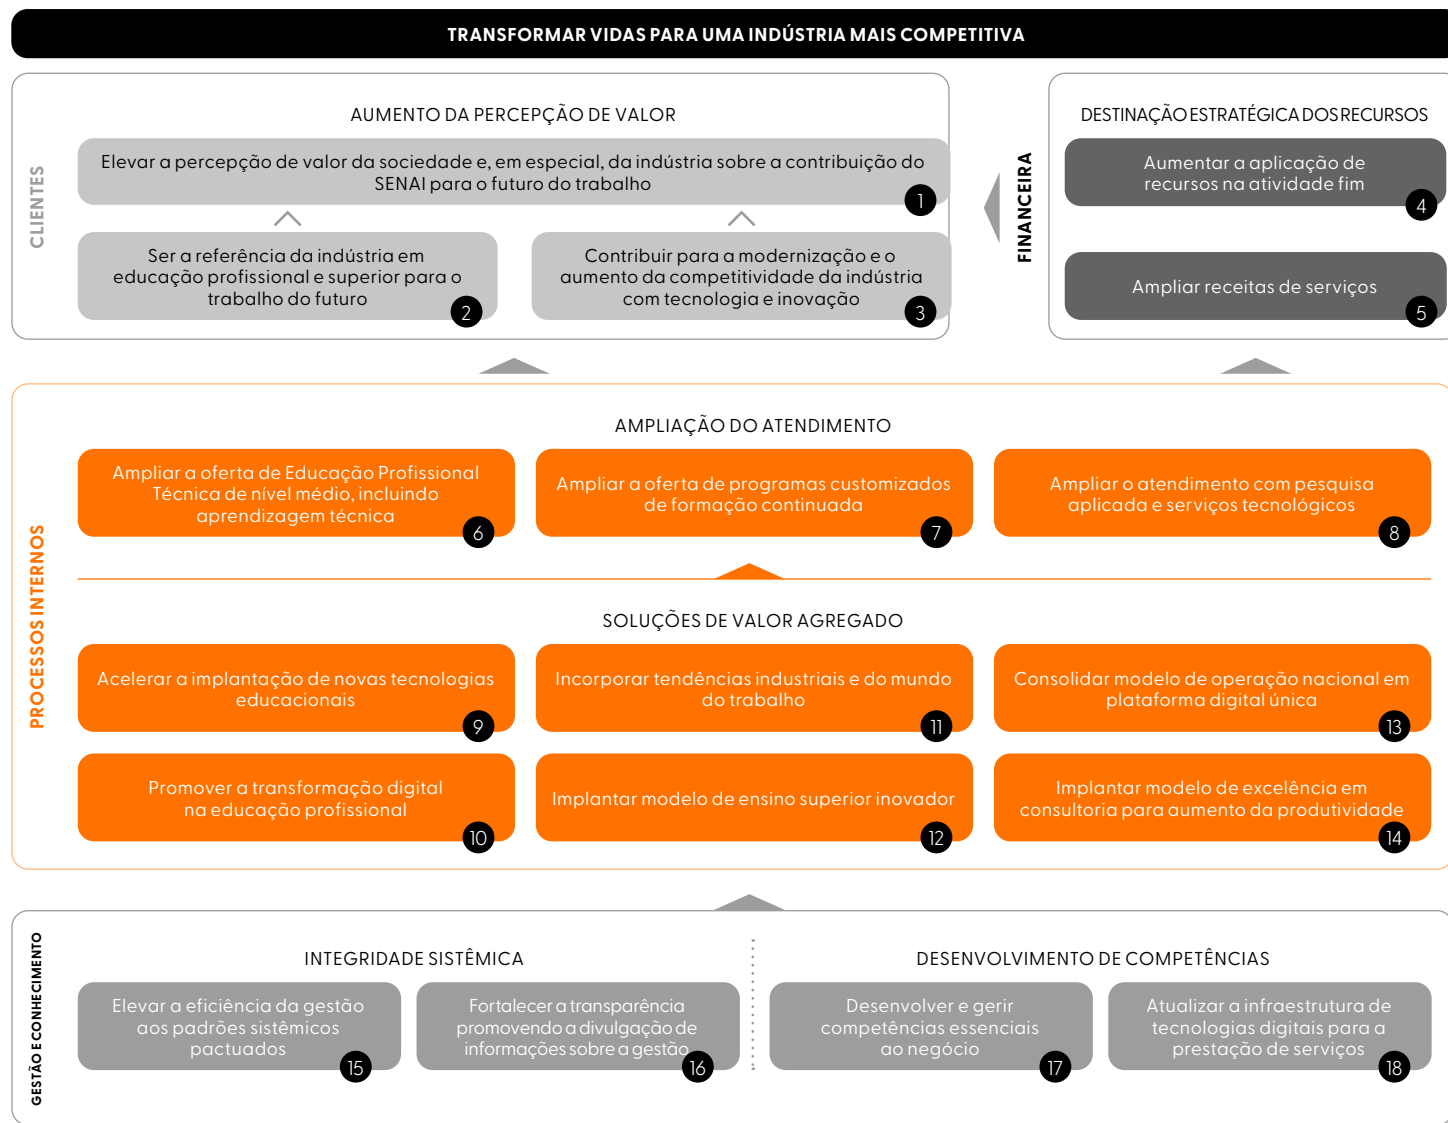 TRANSFORMAR VIDAS PARA UMA INDÚSTRIA MAIS COMPETITIVA
CLIENTES
AUMENTO DA PERCEPÇÃO DE VALOR
Elevar a percepção de valor da sociedade e, em especial, da indústria sobre a contribuição do
SENAI para o futuro do trabalho
1
Ser a referência da indústria em
educação profissional e superior para o
trabalho do futuro
2
Contribuir para a modernização e o
aumento da competitividade da indústria
com tecnologia e inovação
3
FINANCEIRA
DESTINAÇÃO ESTRATÉGICA DOS RECURSOS
Aumentar a aplicação de
recursos na atividade fim
4
Ampliar receitas de serviços
5
PROCESSOS INTERNOS
AMPLIAÇÃO DO ATENDIMENTO
Ampliar a oferta de Educação Profissional
Técnica de nível médio, incluindo
aprendizagem técnica
6
Ampliar a oferta de programas customizados
de formação continuada
7
Ampliar o atendimento com pesquisa
aplicada e serviços tecnológicos
8
SOLUÇÕES DE VALOR AGREGADO
Acelerar a implantação de novas tecnologias
educacionais
9
Incorporar tendências industriais e do mundo
do trabalho
11
Consolidar modelo de operação nacional em
plataforma digital única
13
Promover a transformação digital
na educação profissional
10
Implantar modelo de ensino superior inovador
12
Implantar modelo de excelência em
consultoria para aumento da produtividade
14
GESTÃO E CONHECIMENTO
INTEGRIDADE SISTÊMICA
Elevar a eficiência da gestão
aos padrões sistêmicos
pactuados
15
Fortalecer a transparência
promovendo a divulgação de
informações sobre a gestão
16
DESENVOLVIMENTO DE COMPETÊNCIAS
Desenvolver e gerir
competências essenciais
ao negócio
17
Atualizar a infraestrutura de
tecnologias digitais para a
prestação de serviços
18